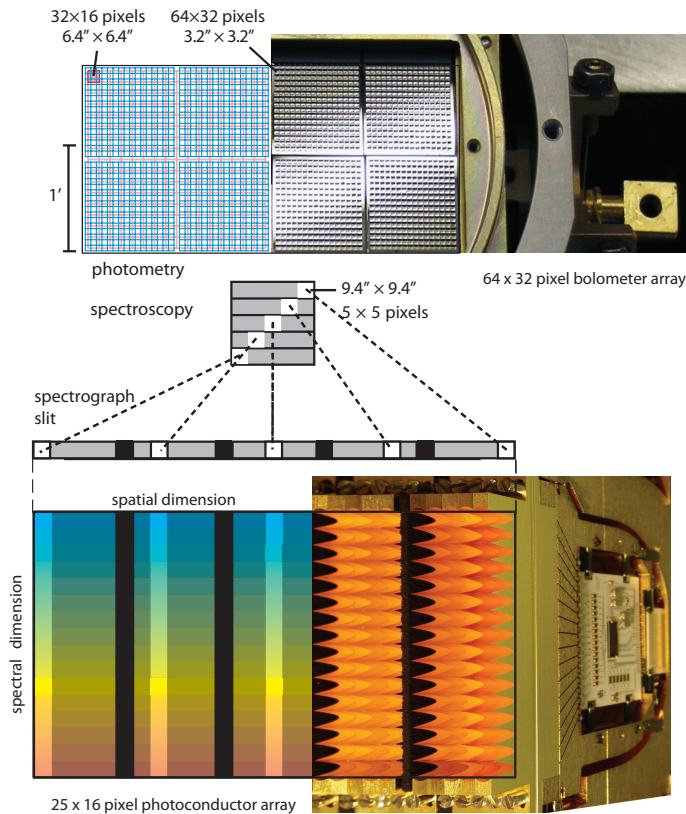 32×16 pixels
6.4” × 6.4”
64×32 pixels
3.2” × 3.2”
1’
photometry
64 x 32 pixel bolometer array
spectroscopy
9.4” × 9.4”
5 × 5 pixels
spectrograph
slit
spatial dimension
spectral dimension
25 x 16 pixel photoconductor array